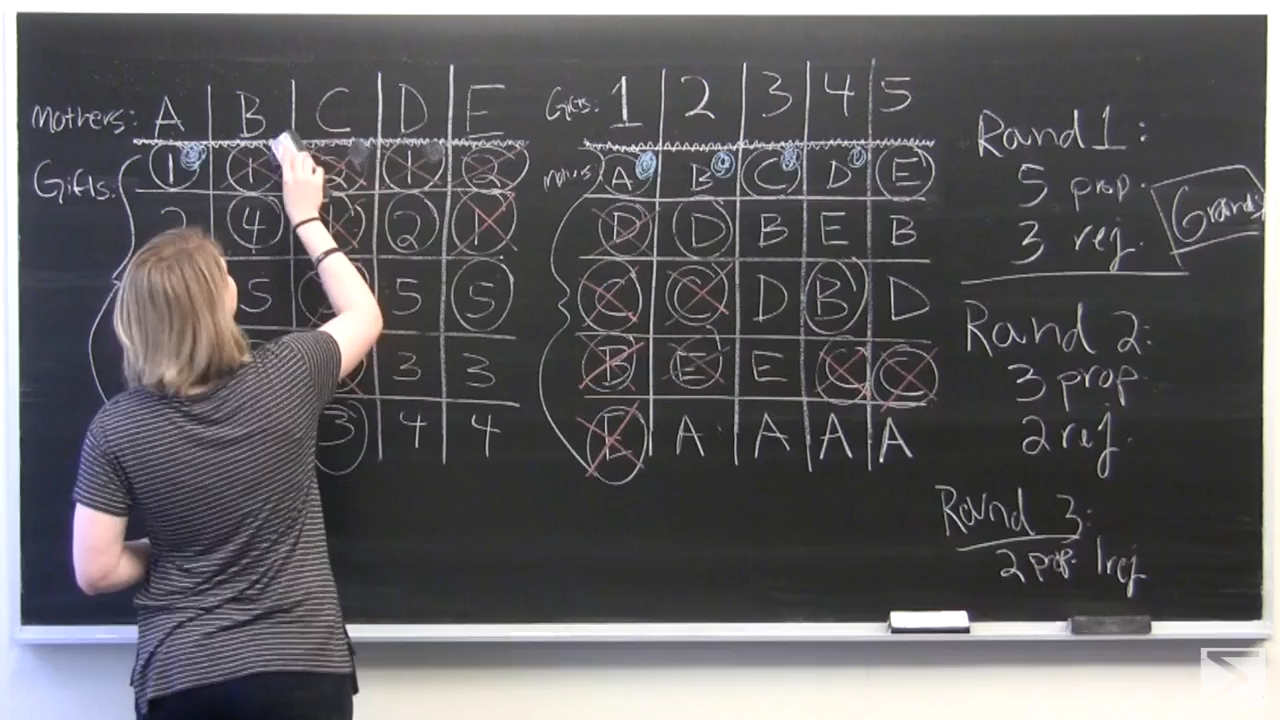 Mothers: A B C D E
Gifts: 1 1 2 1 2
2 4 2 1
5 5 5
3 3
3 4 4
Gifts: 1 2 3 4 5
A B C D E
D D B E B
C C D B D
B E E C C
E A A A A
Round 1:
5 prop.
3 rej.
Round 2:
3 prop.
2 rej.
Round 3:
2 prop. 1 rej.
Σ